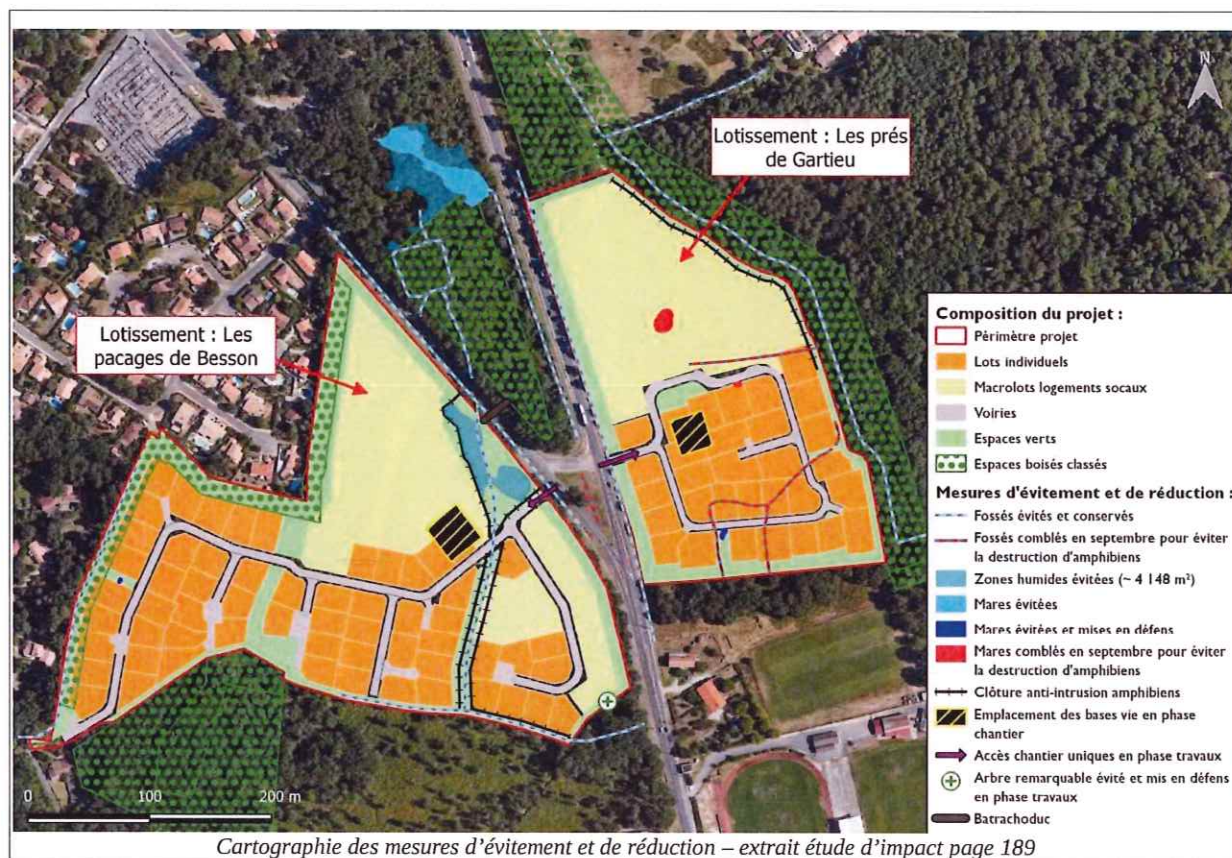 N
Lotissement : Les prés
de Gartieu
Lotissement : Les
pacages de Besson
Composition du projet :
Périmètre projet
Lots individuels
Macrolots logements socaux
Voiries
Espaces verts
Espaces boisés classés
Mesures d'évitement et de réduction :
Fossés évités et conservés
Fossés comblés en septembre pour éviter
la destruction d'amphibiens
Zones humides évitées (~ 4 148 m²)
Mares évitées
Mares évitées et mises en défens
Mares comblés en septembre pour éviter
la destruction d'amphibiens
Clôture anti-intrusion amphibiens
Emplacement des bases vie en phase
chantier
Accès chantier uniques en phase travaux
Arbre remarquable évité et mis en défens
en phase travaux
Batrachoduc
0 100 200 m
Cartographie des mesures d'évitement et de réduction – extrait étude d'impact page 189